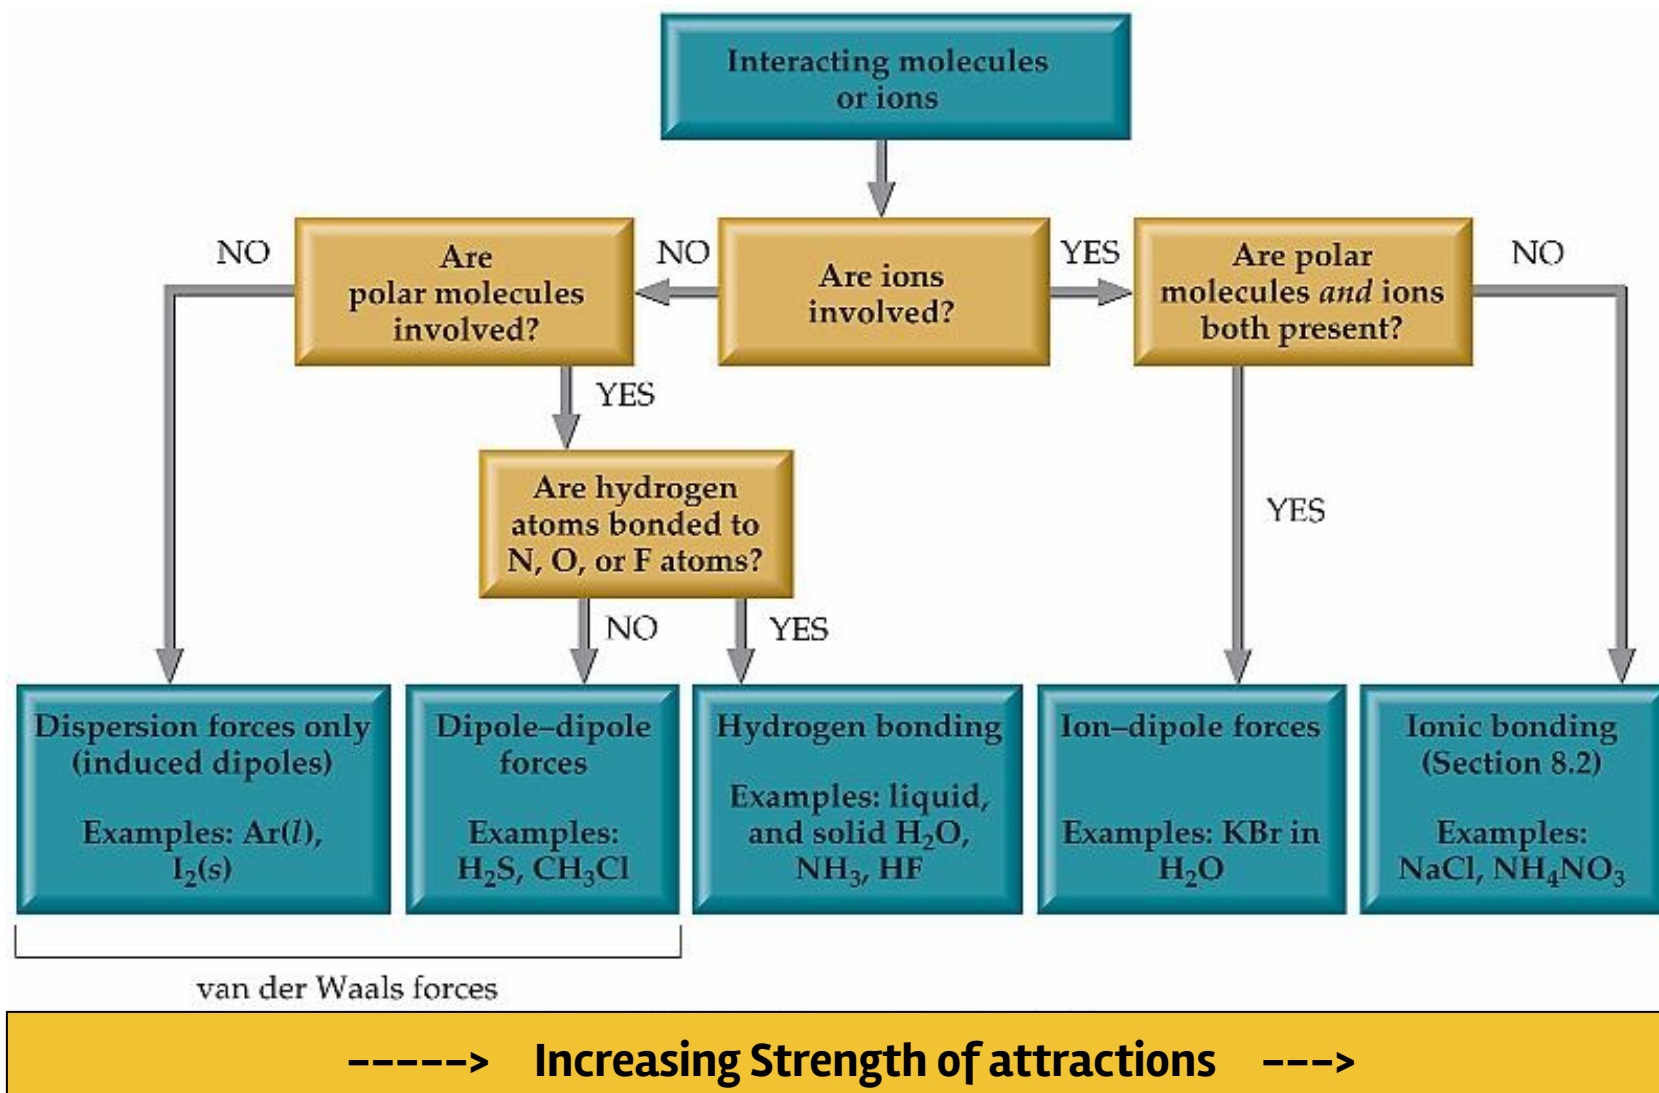 Interacting molecules
or ions
NO
Are
polar molecules
involved?
NO
Are ions
involved?
YES
Are polar
molecules and ions
both present?
NO
YES
Are hydrogen
atoms bonded to
N, O, or F atoms?
YES
NO
YES
Dispersion forces only
(induced dipoles)
Examples: Ar(l),
I₂(s)
Dipole–dipole
forces
Examples:
H₂S, CH₃Cl
Hydrogen bonding
Examples: liquid,
and solid H₂O,
NH₃, HF
Ion–dipole forces
Examples: KBr in
H₂O
Ionic bonding
(Section 8.2)
Examples:
NaCl, NH₄NO₃
van der Waals forces
-----> Increasing Strength of attractions --->